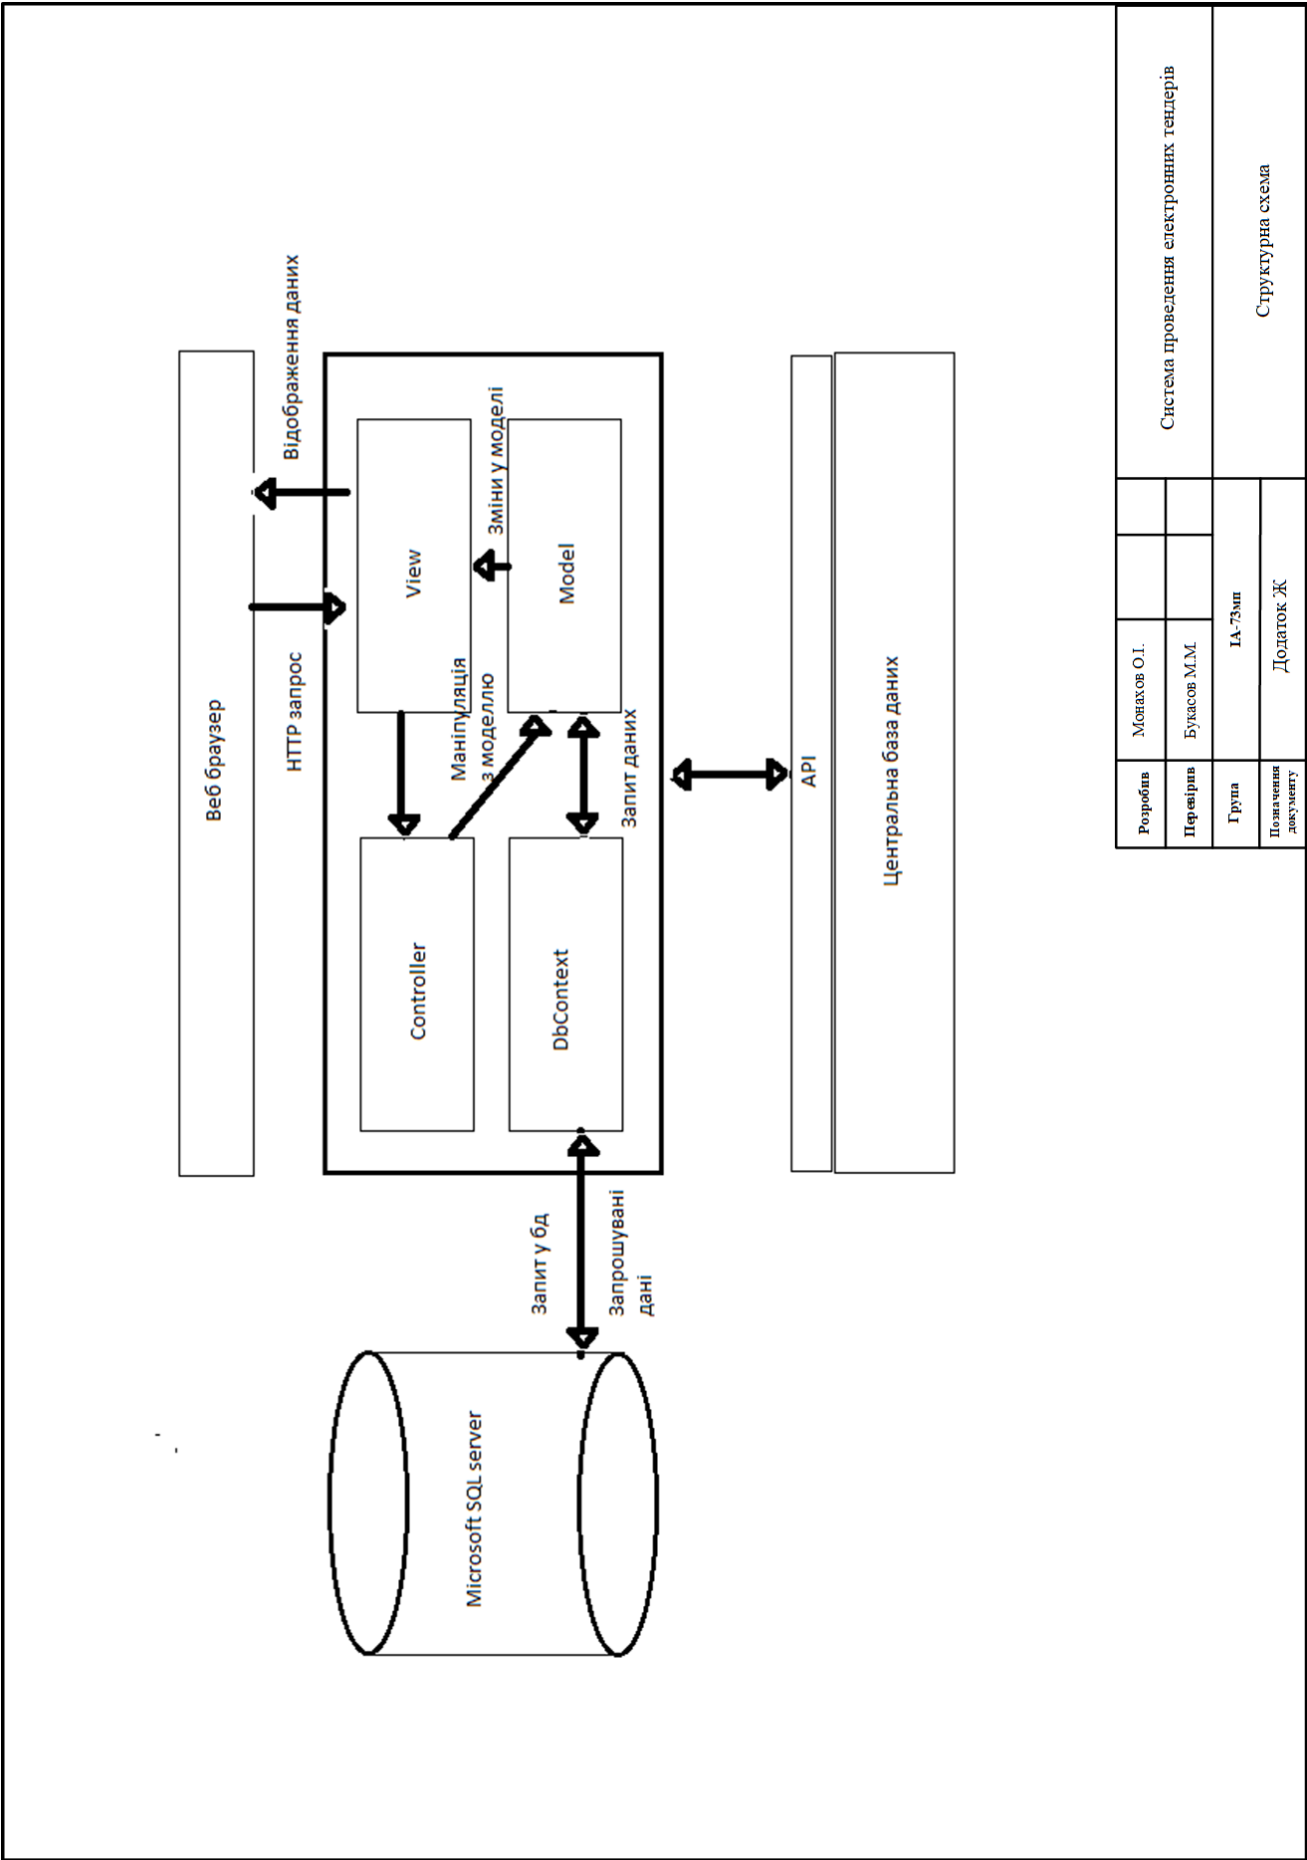 Веб браузер
HTTP запрос
Відображення даних
Controller
View
Маніпуляція
з моделлю
Зміни у моделі
DbContext
Model
Запит даних
Запит у бд
Запрошувані
дані
Microsoft SQL server
API
Центральна база даних
Розробив
Монахов О.І.
Система проведення електронних тендерів
Перевірив
Букасов М.М.
Група
ІА-73мп
Структурна схема
Позначення
документу
Додаток Ж